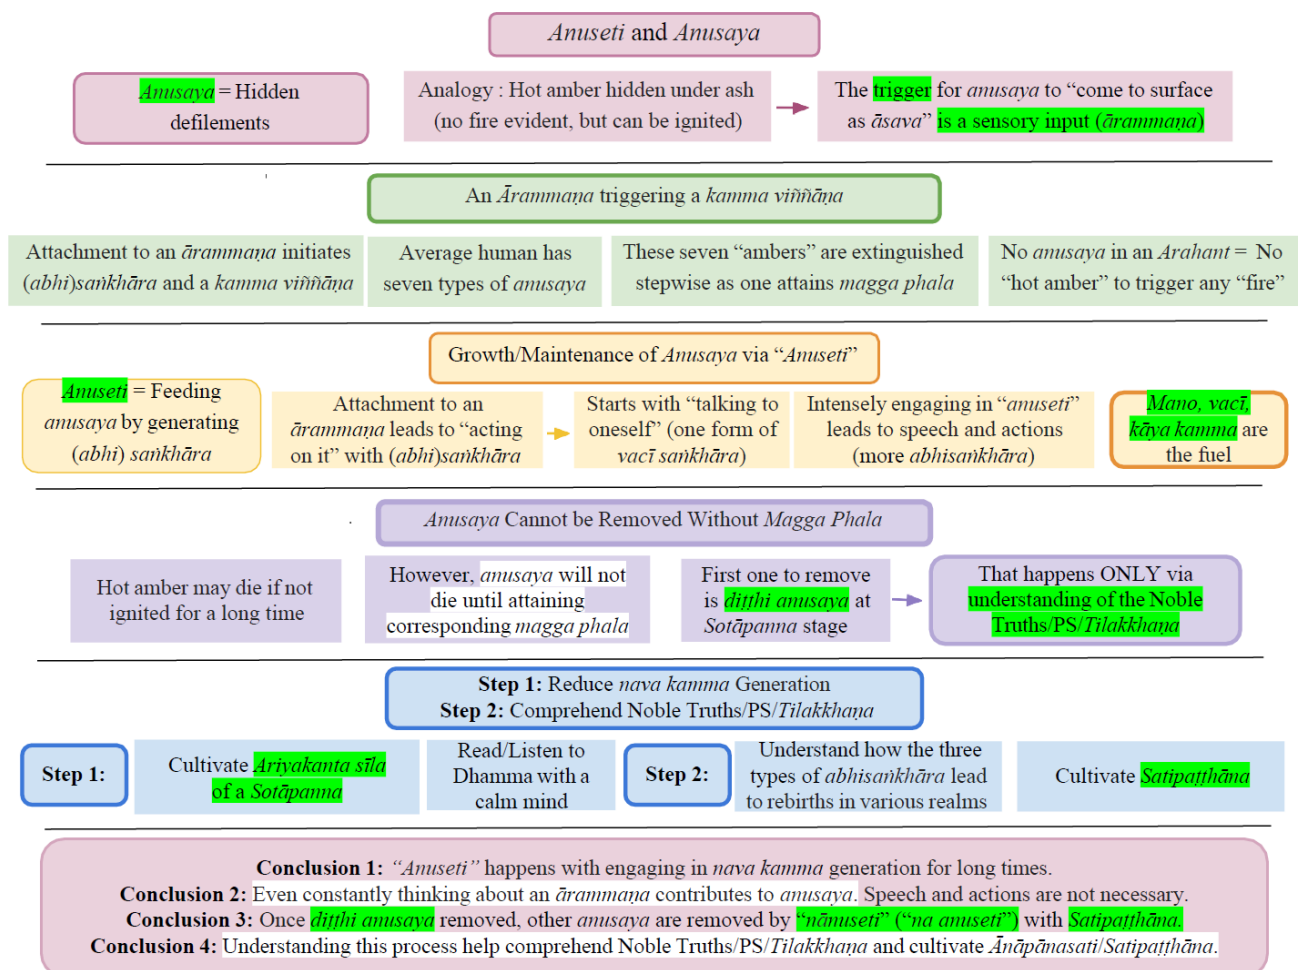 Anuseti and Anusaya
Anusaya = Hidden
defilements
Analogy : Hot amber hidden under ash
(no fire evident, but can be ignited)
The trigger for anusaya to “come to surface
as āsava” is a sensory input (ārammaṇa)
An Ārammaṇa triggering a kamma viññāṇa
Attachment to an ārammaṇa initiates
(abhi)saṅkhāra and a kamma viññāṇa
Average human has
seven types of anusaya
These seven “ambers” are extinguished
stepwise as one attains magga phala
No anusaya in an Arahant = No
“hot amber” to trigger any “fire”
Growth/Maintenance of Anusaya via “Anuseti”
Anuseti = Feeding
anusaya by generating
(abhi) saṅkhāra
Attachment to an
ārammaṇa leads to “acting
on it” with (abhi)saṅkhāra
Starts with “talking to
oneself” (one form of
vacī saṅkhāra)
Intensely engaging in “anuseti”
leads to speech and actions
(more abhisaṅkhāra)
Mano, vacī,
kāya kamma are
the fuel
Anusaya Cannot be Removed Without Magga Phala
Hot amber may die if not
ignited for a long time
However, anusaya will not
die until attaining
corresponding magga phala
First one to remove
is diṭṭhi anusaya at
Sotāpanna stage
That happens ONLY via
understanding of the Noble
Truths/PS/Tilakkhaṇa
Step 1: Reduce nava kamma Generation
Step 2: Comprehend Noble Truths/PS/Tilakkhaṇa
Step 1:
Cultivate Ariyakanta sīla
of a Sotāpanna
Read/Listen to
Dhamma with a
calm mind
Step 2:
Understand how the three
types of abhisaṅkhāra lead
to rebirths in various realms
Cultivate Satipaṭṭhāna
Conclusion 1: “Anuseti” happens with engaging in nava kamma generation for long times.
Conclusion 2: Even constantly thinking about an ārammaṇa contributes to anusaya. Speech and actions are not necessary.
Conclusion 3: Once diṭṭhi anusaya removed, other anusaya are removed by “nānuseti” (“na anuseti”) with Satipaṭṭhāna.
Conclusion 4: Understanding this process help comprehend Noble Truths/PS/Tilakkhaṇa and cultivate Ānāpānasati/Satipaṭṭhāna.